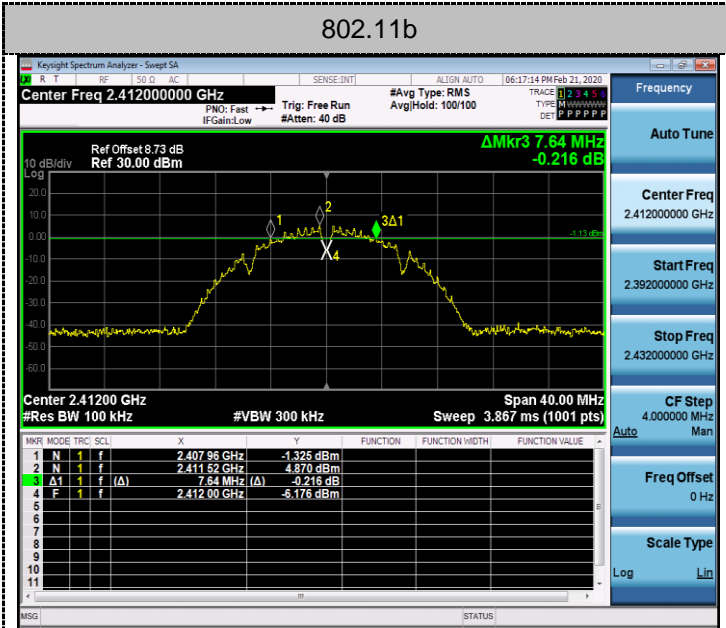 802.11b
Keysight Spectrum Analyzer - Swept SA
R T RF 50 Ω AC SENSE:INT ALIGN AUTO 06:17:14 PM Feb 21, 2020
Center Freq 2.412000000 GHz
#Avg Type: RMS
TRACE 1 2 3 4 5 6
PNO: Fast
Trig: Free Run
Avg|Hold: 100/100
TYPE M WWWWW
IFGain:Low
#Atten: 40 dB
DET P P P P P P
ΔMkr3 7.64 MHz
-0.216 dB
Ref Offset 8.73 dB
10 dB/div Ref 30.00 dBm
Log
20.0
10.0
0.00
-10.0
-20.0
-30.0
-40.0
-50.0
-60.0
1
2
3Δ1
4
-1.13 dBm
Center 2.41200 GHz Span 40.00 MHz
#Res BW 100 kHz #VBW 300 kHz Sweep 3.867 ms (1001 pts)
MKR MODE TRC SCL X Y FUNCTION FUNCTION WIDTH FUNCTION VALUE
1 N 1 f 2.407 96 GHz -1.325 dBm
2 N 1 f 2.411 52 GHz 4.870 dBm
3 Δ1 1 f (Δ) 7.64 MHz (Δ) -0.216 dB
4 F 1 f 2.412 00 GHz -6.176 dBm
5
6
7
8
9
10
11
MSG STATUS
Frequency
Auto Tune
Center Freq
2.412000000 GHz
Start Freq
2.392000000 GHz
Stop Freq
2.432000000 GHz
CF Step
4.000000 MHz
Auto Man
Freq Offset
0 Hz
Scale Type
Log Lin